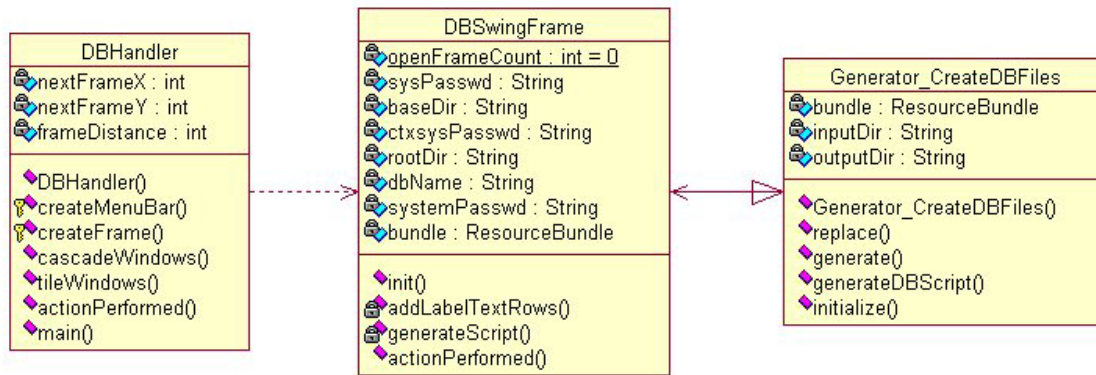 DBHandler
nextFrameX : int
nextFrameY : int
frameDistance : int
DBHandler()
createMenuBar()
createFrame()
cascadeWindows()
tileWindows()
actionPerformed()
main()
DBSwingFrame
openFrameCount : int = 0
sysPasswd : String
baseDir : String
ctxsysPasswd : String
rootDir : String
dbName : String
systemPasswd : String
bundle : ResourceBundle
init()
addLabelTextRows()
generateScript()
actionPerformed()
Generator_CreateDBFiles
bundle : ResourceBundle
inputDir : String
outputDir : String
Generator_CreateDBFiles()
replace()
generate()
generateDBScript()
initialize()